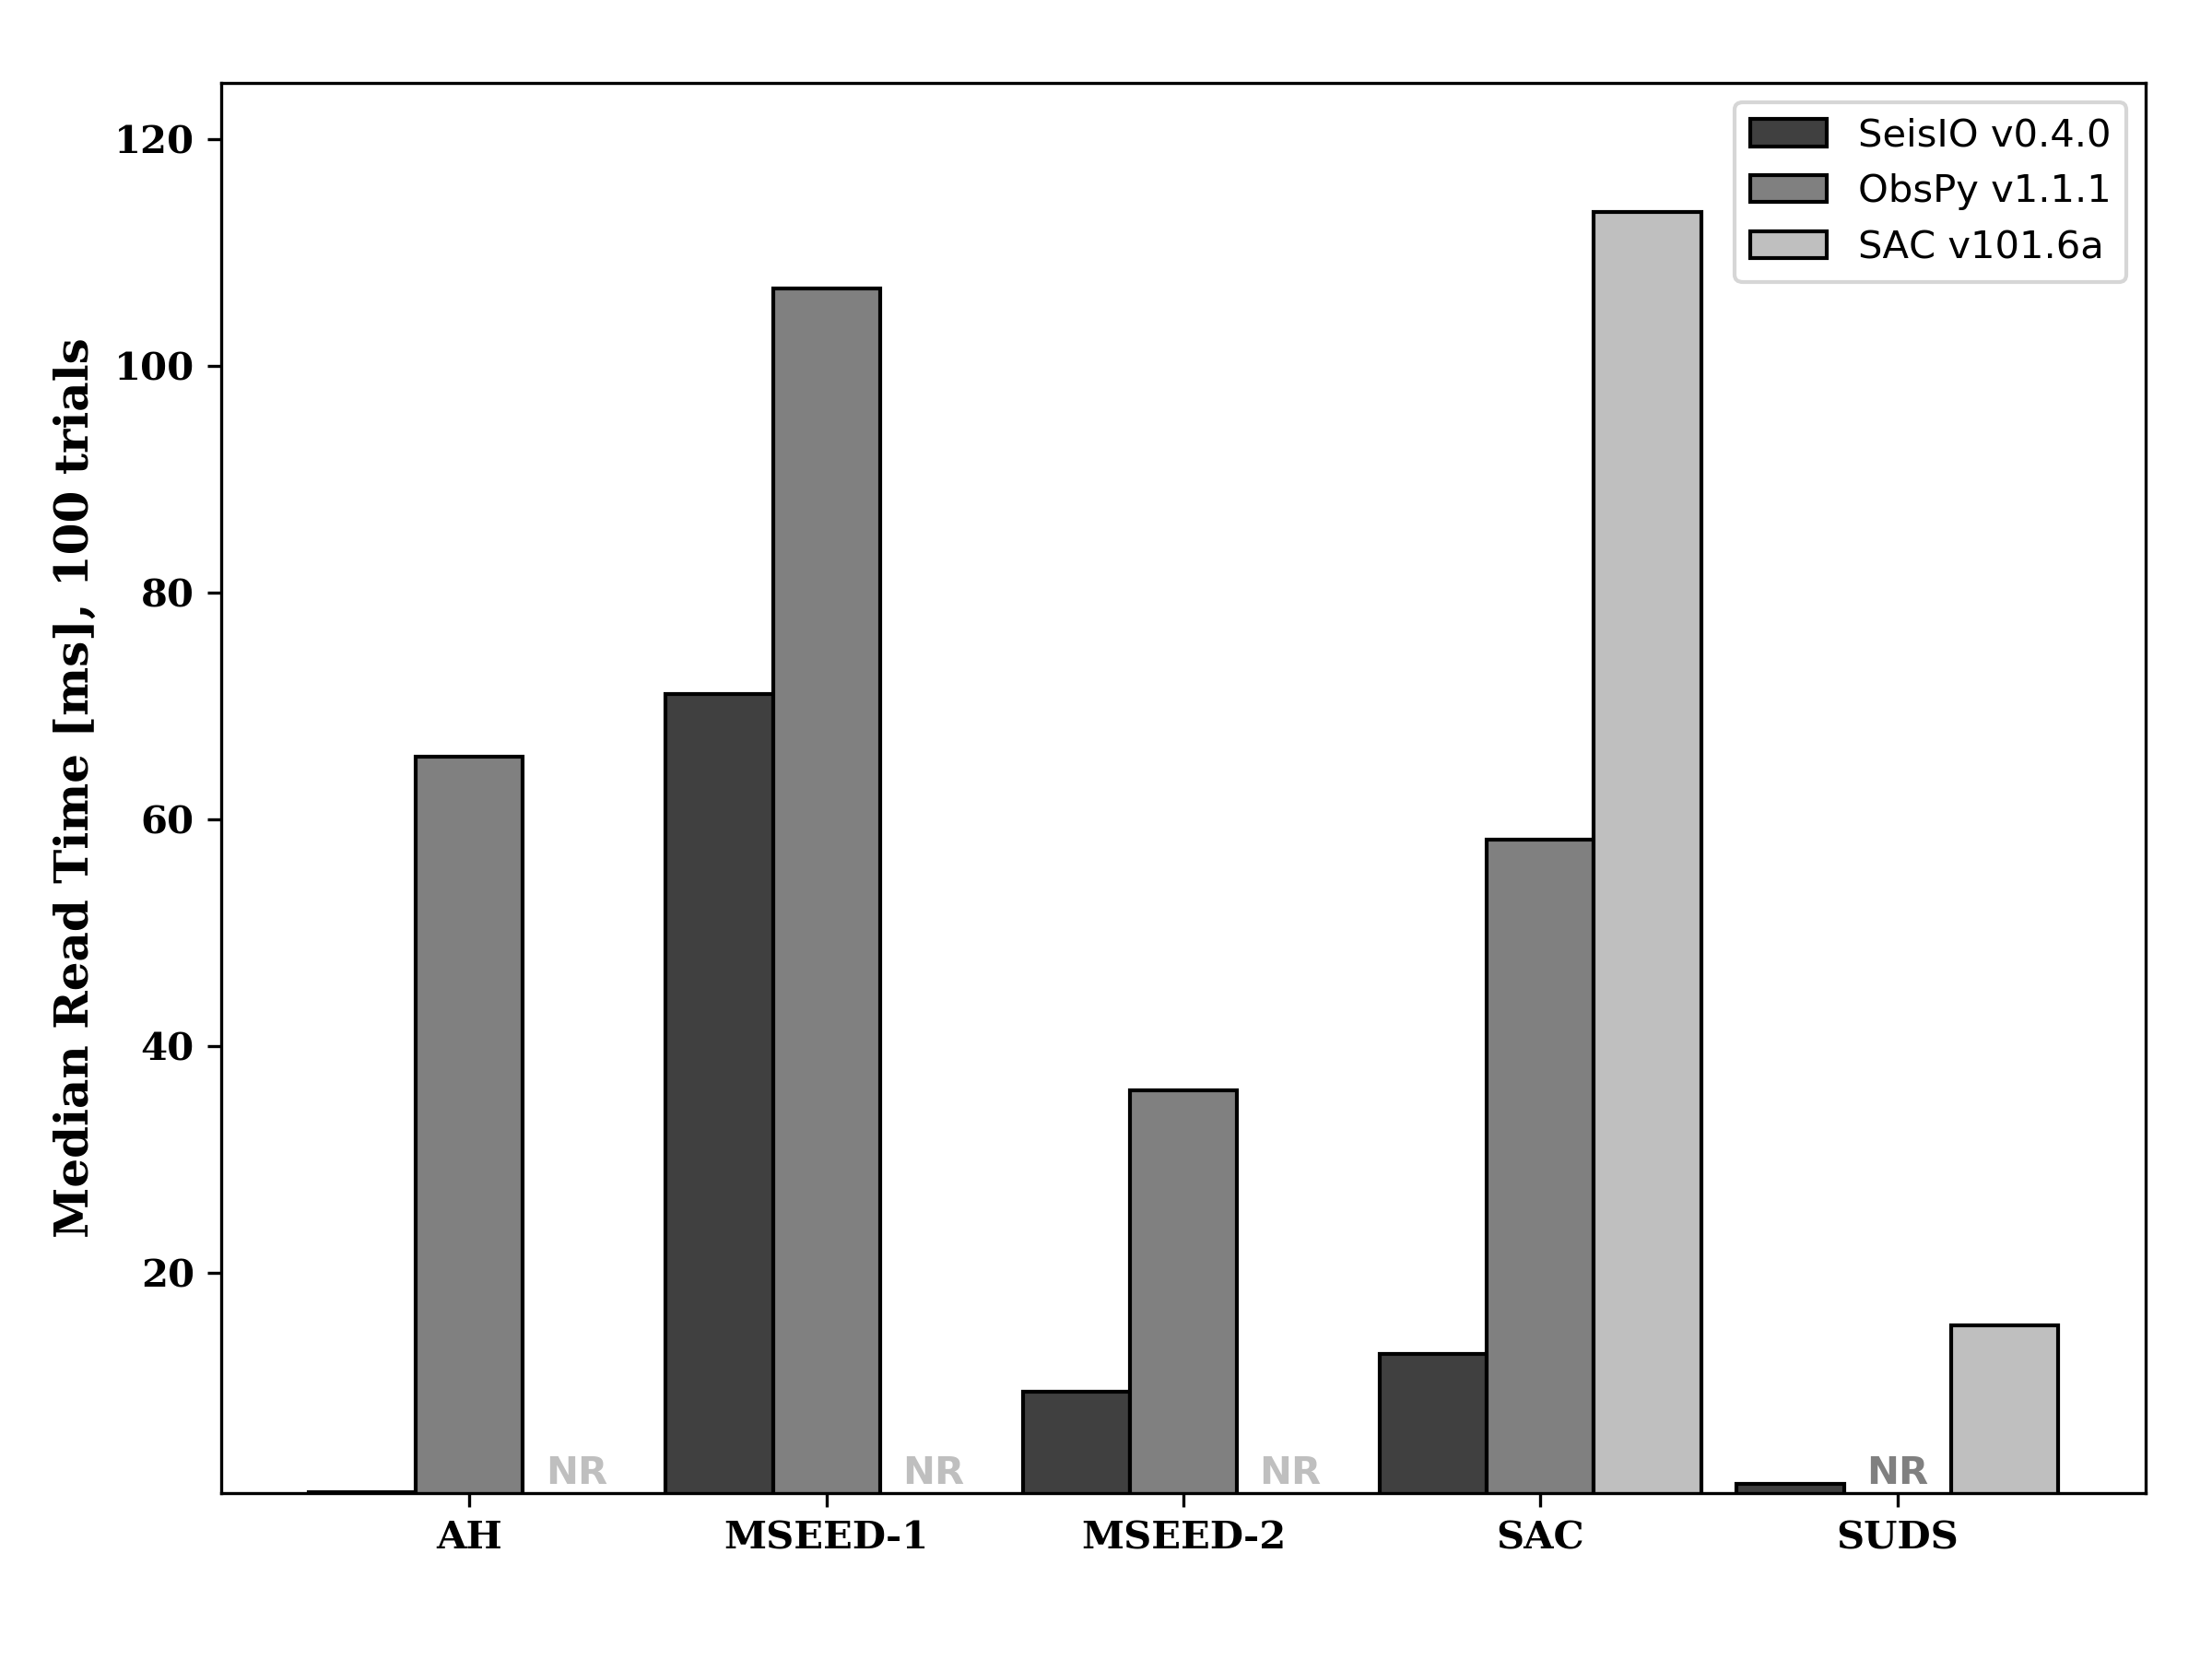 Median Read Time [ms], 100 trials
120
100
80
60
40
20
SeisIO v0.4.0
ObsPy v1.1.1
SAC v101.6a
NR
NR
NR
NR
AH
MSEED-1
MSEED-2
SAC
SUDS